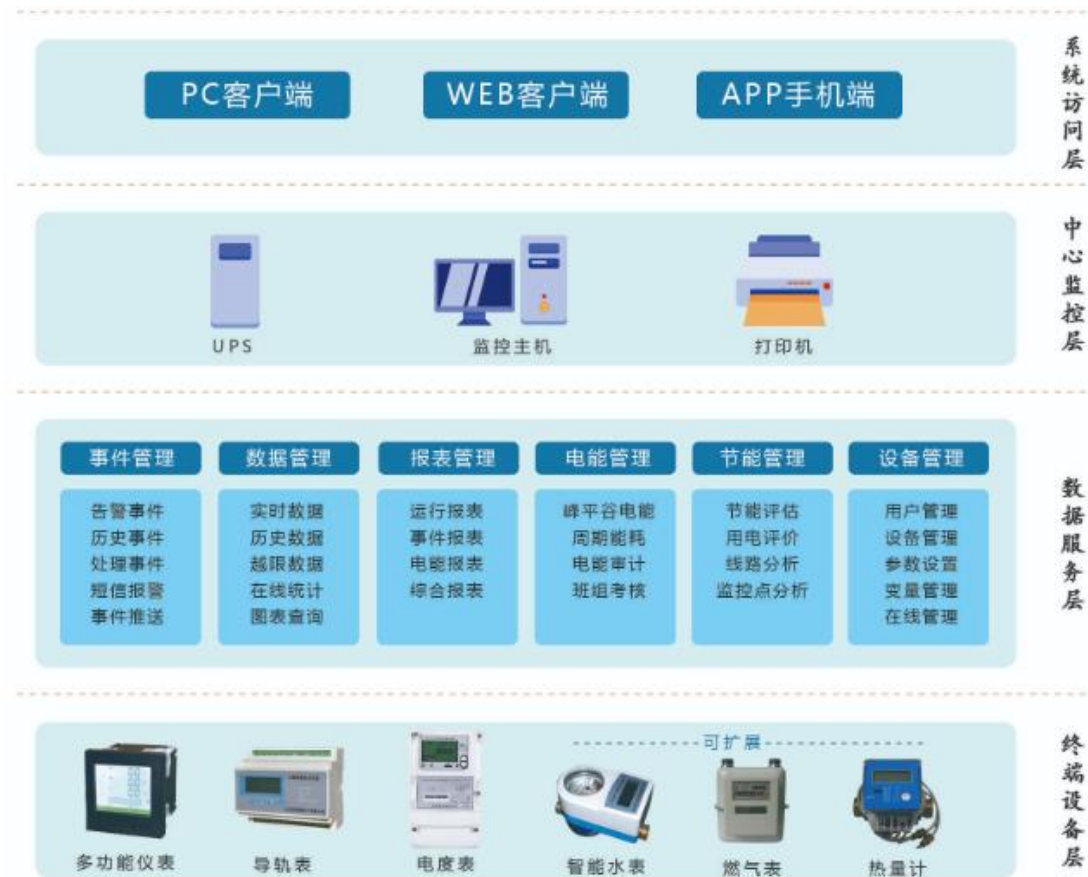 系统访问层
PC客户端
WEB客户端
APP手机端
中心监控层
UPS
监控主机
打印机
数据服务层
事件管理
告警事件
历史事件
处理事件
短信报警
事件推送
数据管理
实时数据
历史数据
越限数据
在线统计
图表查询
报表管理
运行报表
事件报表
电能报表
综合报表
电能管理
峰平谷电能
周期能耗
电能审计
班组考核
节能管理
节能评估
用电评价
线路分析
监控点分析
设备管理
用户管理
设备管理
参数设置
变量管理
在线管理
终端设备层
可扩展
多功能仪表
导轨表
电度表
智能水表
燃气表
热量计